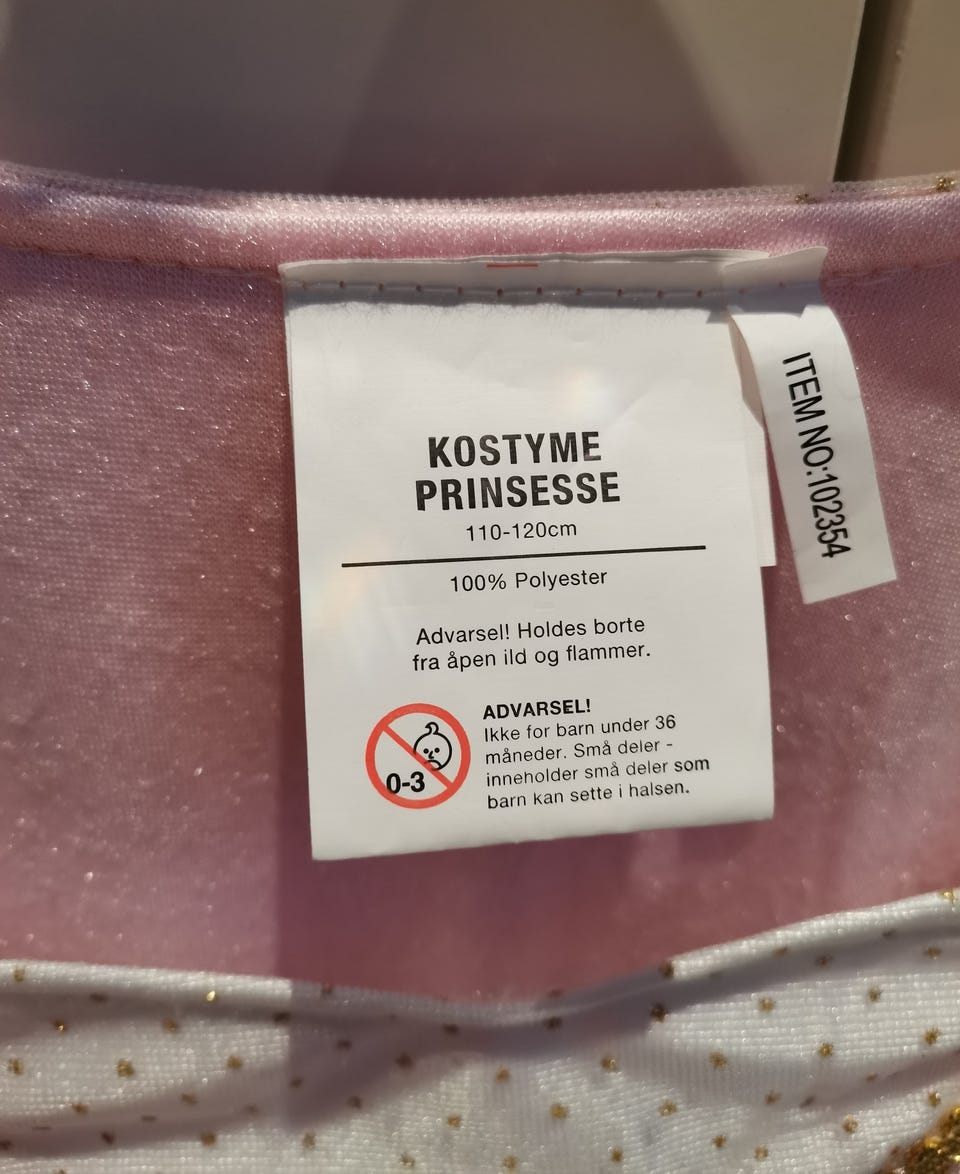 KOSTYME
PRINSESSE
110-120cm
100% Polyester
Advarsel! Holdes borte
fra åpen ild og flammer.
0-3
ADVARSEL!
Ikke for barn under 36
måneder. Små deler -
inneholder små deler som
barn kan sette i halsen.
ITEM NO:102354